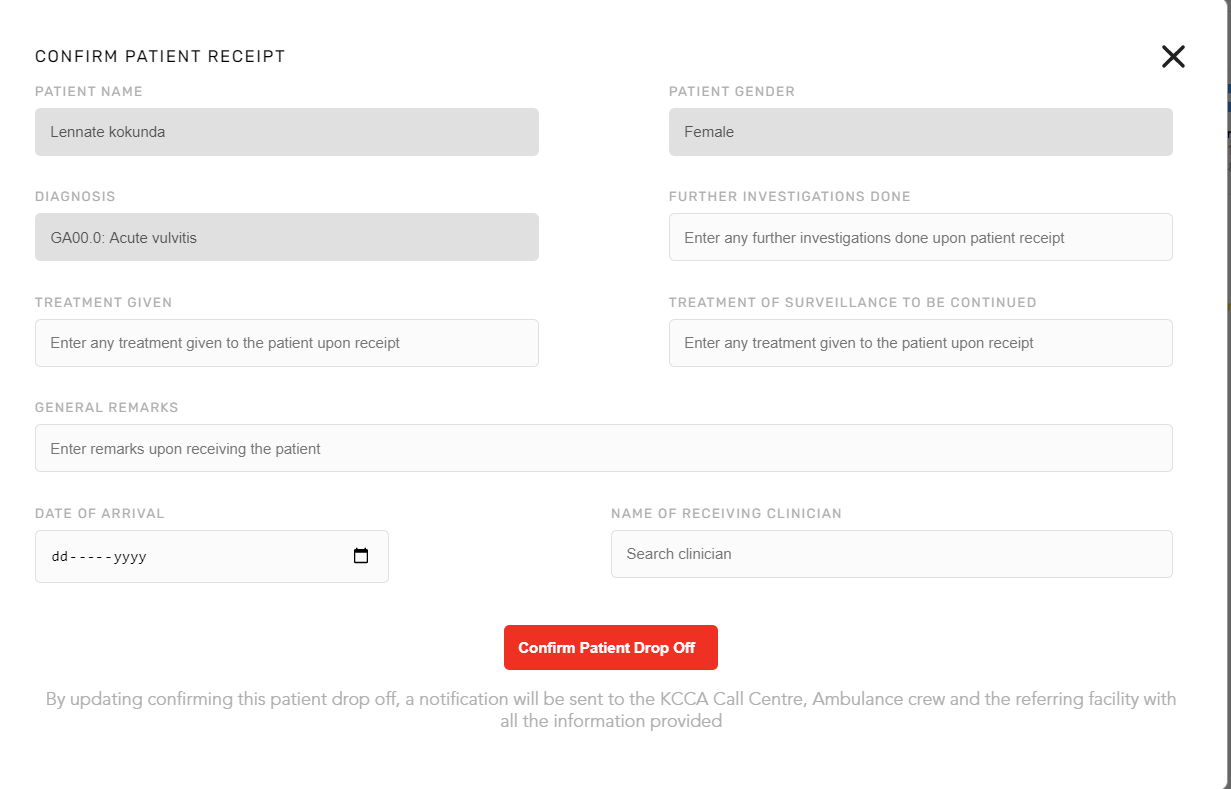 CONFIRM PATIENT RECEIPT
PATIENT NAME
PATIENT GENDER
Lennate kokunda
Female
DIAGNOSIS
FURTHER INVESTIGATIONS DONE
GA00.0: Acute vulvitis
Enter any further investigations done upon patient receipt
TREATMENT GIVEN
TREATMENT OF SURVEILLANCE TO BE CONTINUED
Enter any treatment given to the patient upon receipt
Enter any treatment given to the patient upon receipt
GENERAL REMARKS
Enter remarks upon receiving the patient
DATE OF ARRIVAL
NAME OF RECEIVING CLINICIAN
dd-----yyyy
Search clinician
Confirm Patient Drop Off
By updating confirming this patient drop off, a notification will be sent to the KCCA Call Centre, Ambulance crew and the referring facility with
all the information provided